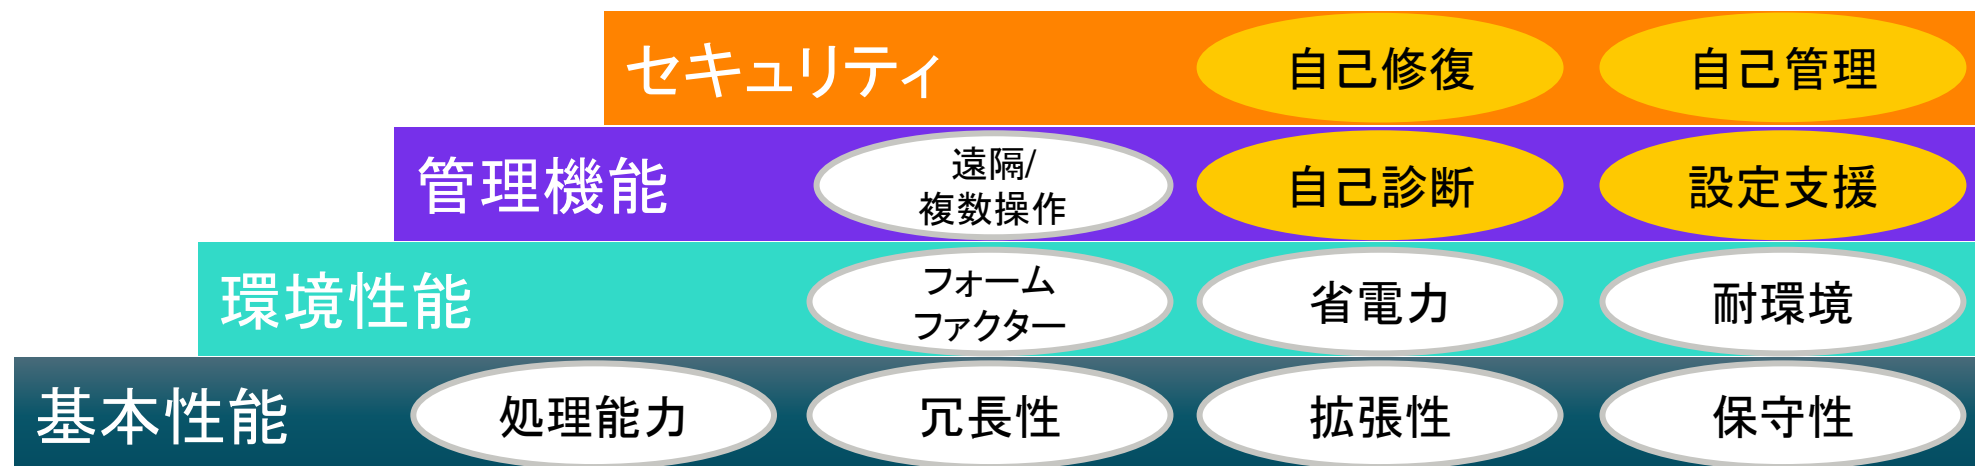 セキュリティ
自己修復
自己管理
管理機能
遠隔/
複数操作
自己診断
設定支援
環境性能
フォーム
ファクター
省電力
耐環境
基本性能
処理能力
冗長性
拡張性
保守性